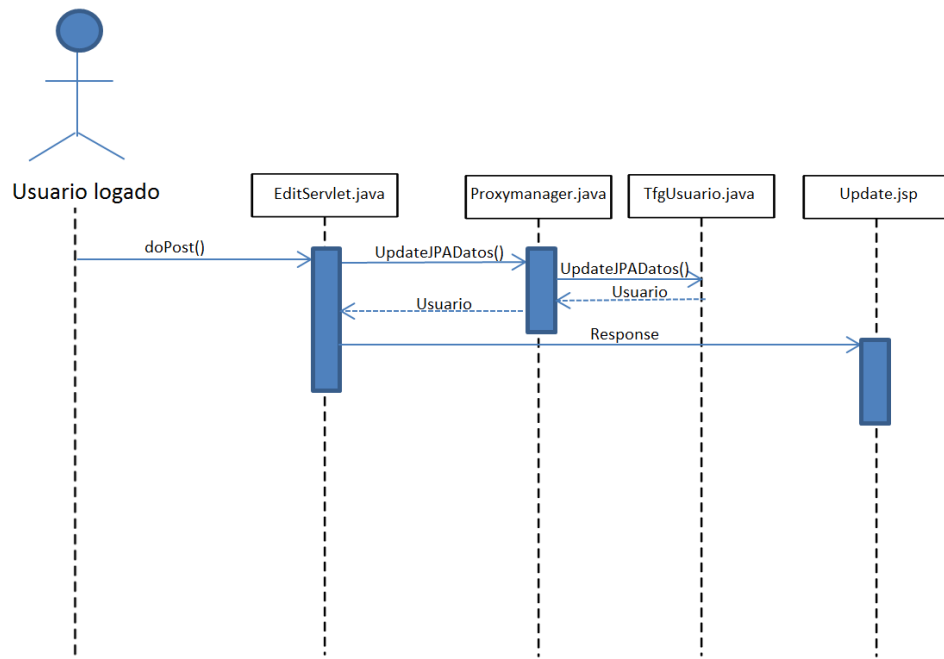 Usuario logado
EditServlet.java
Proxymanager.java
TfgUsuario.java
Update.jsp
doPost()
UpdateJPADatos()
UpdateJPADatos()
Usuario
Usuario
Response